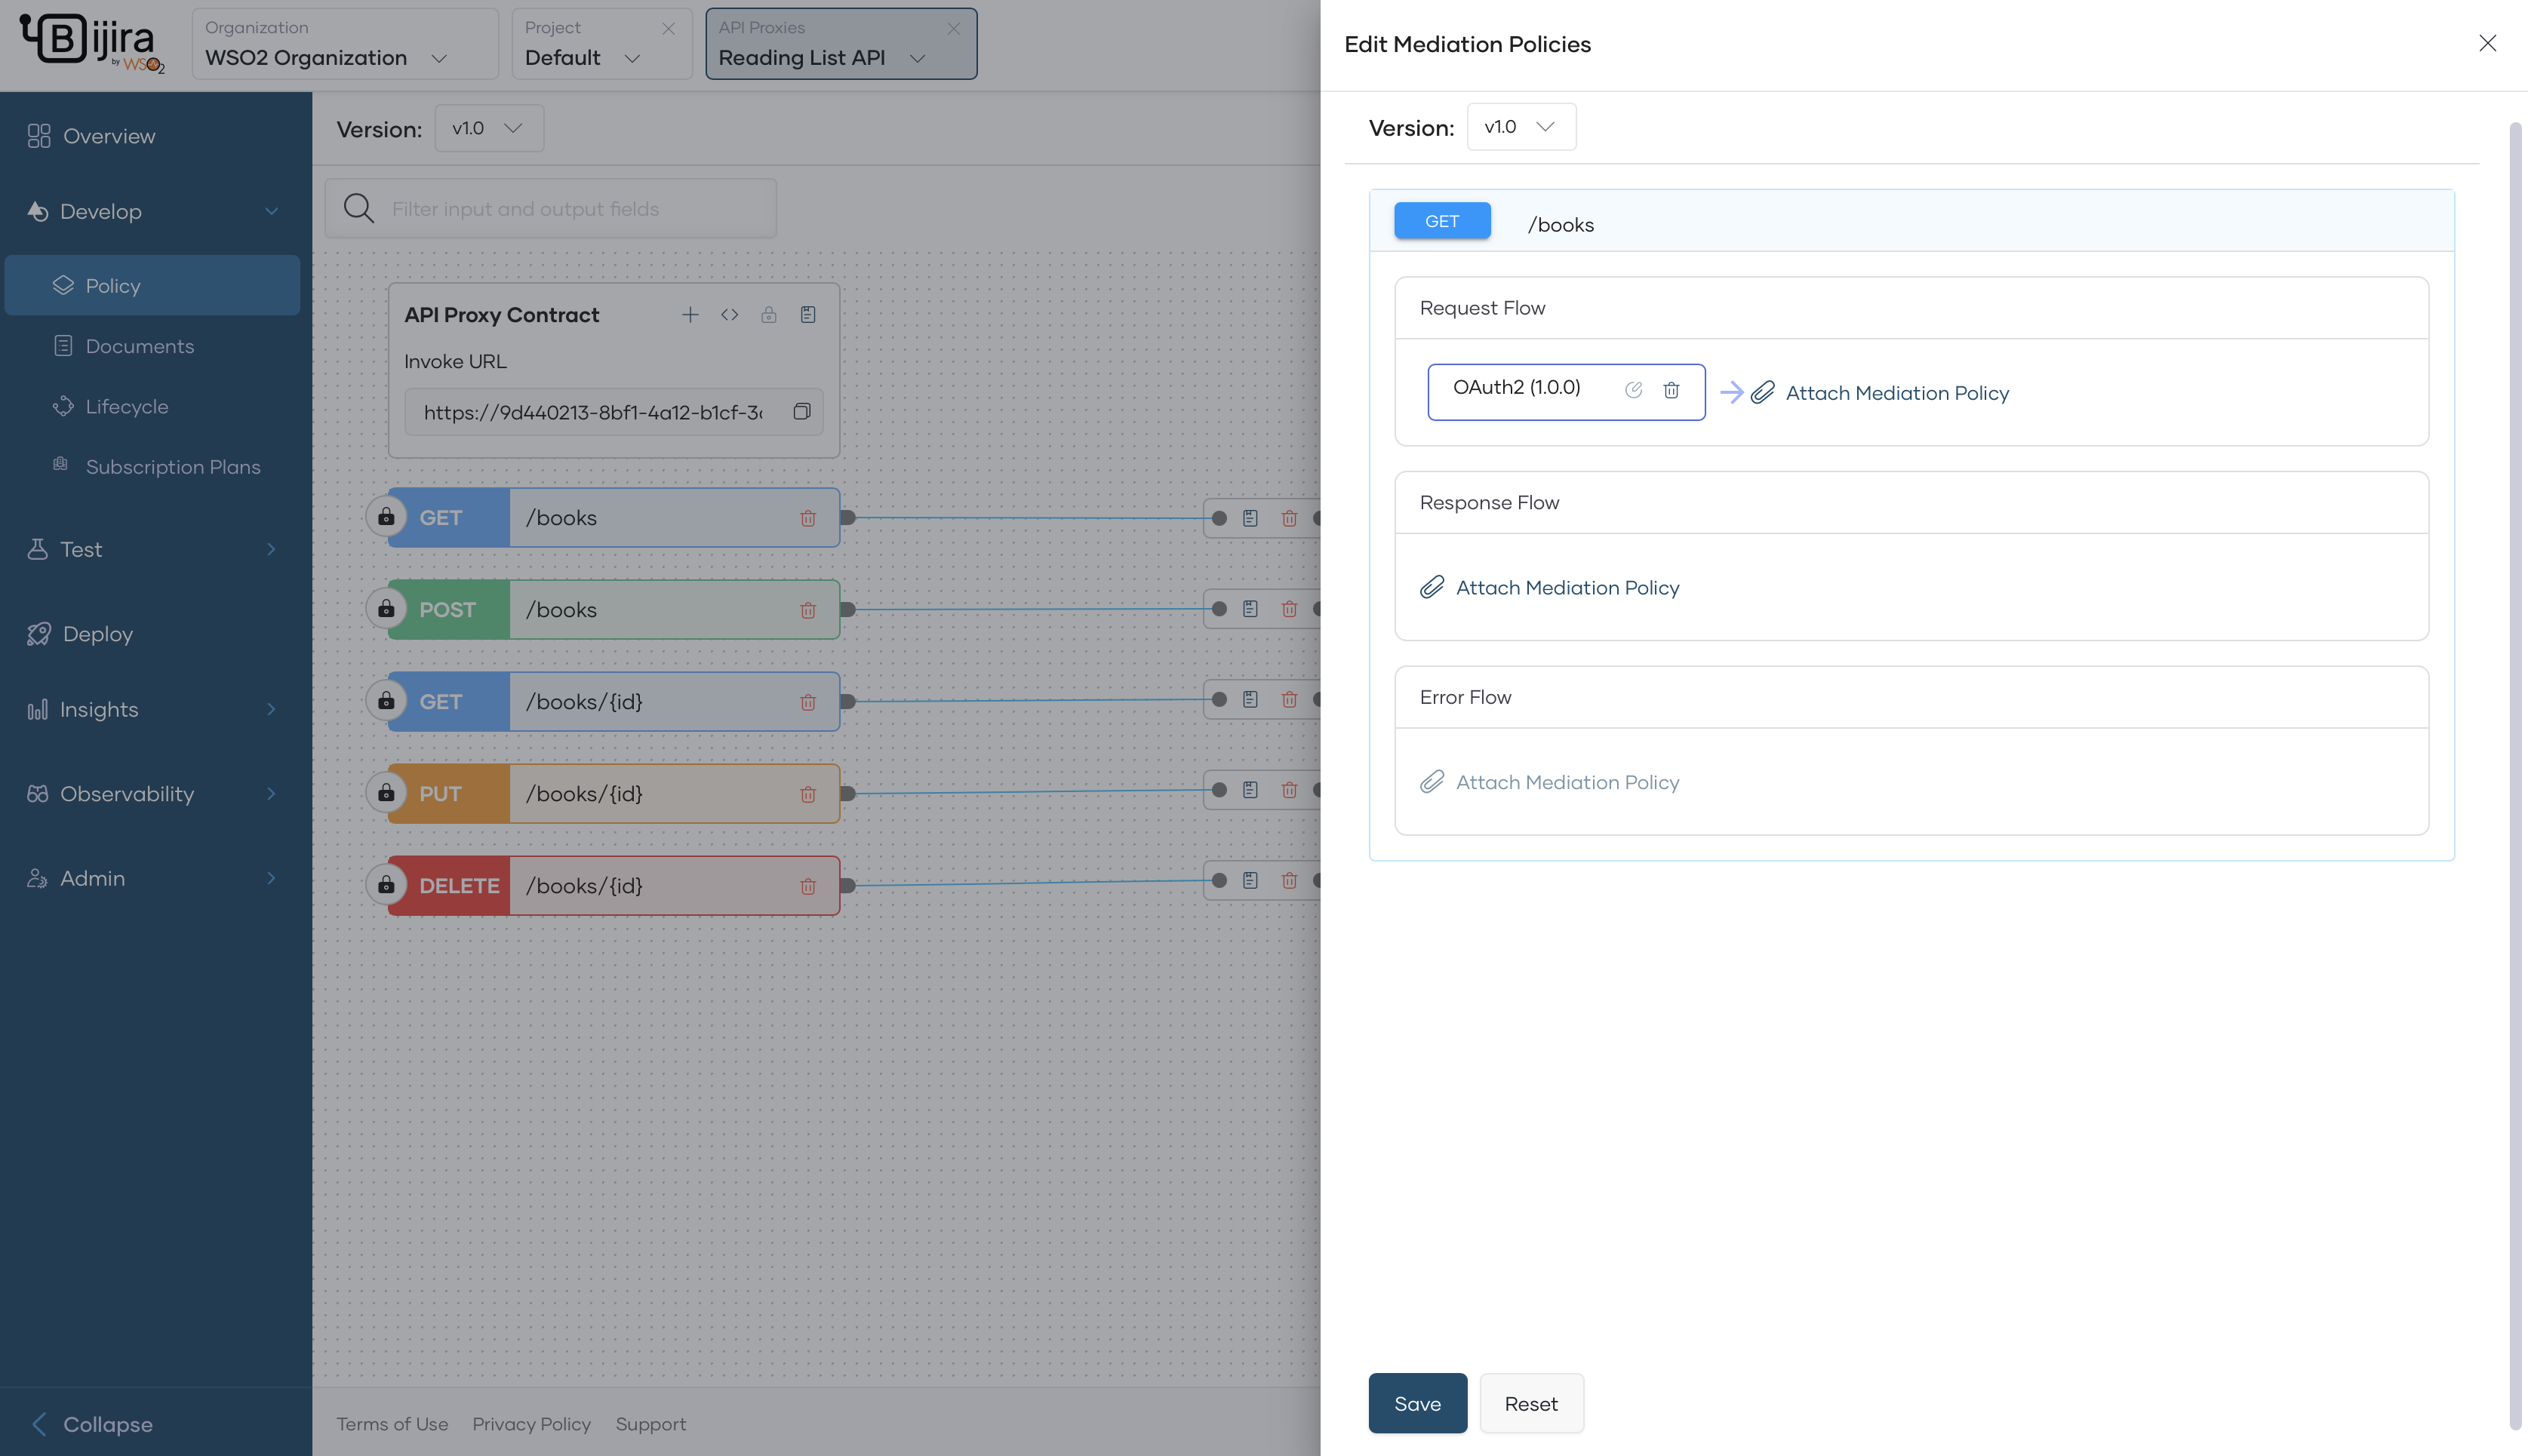 Bijira
by WSO2
Organization
WSO2 Organization
Project
Default
API Proxies
Reading List API
Overview
Develop
Policy
Documents
Lifecycle
Subscription Plans
Test
Deploy
Insights
Observability
Admin
Collapse
Version:
v1.0
Filter input and output fields
API Proxy Contract
Invoke URL
https://9d440213-8bf1-4a12-b1cf-3
GET
/books
POST
/books
GET
/books/{id}
PUT
/books/{id}
DELETE
/books/{id}
Terms of Use
Privacy Policy
Support
Edit Mediation Policies
Version:
v1.0
GET
/books
Request Flow
OAuth2 (1.0.0)
Attach Mediation Policy
Response Flow
Attach Mediation Policy
Error Flow
Attach Mediation Policy
Save
Reset